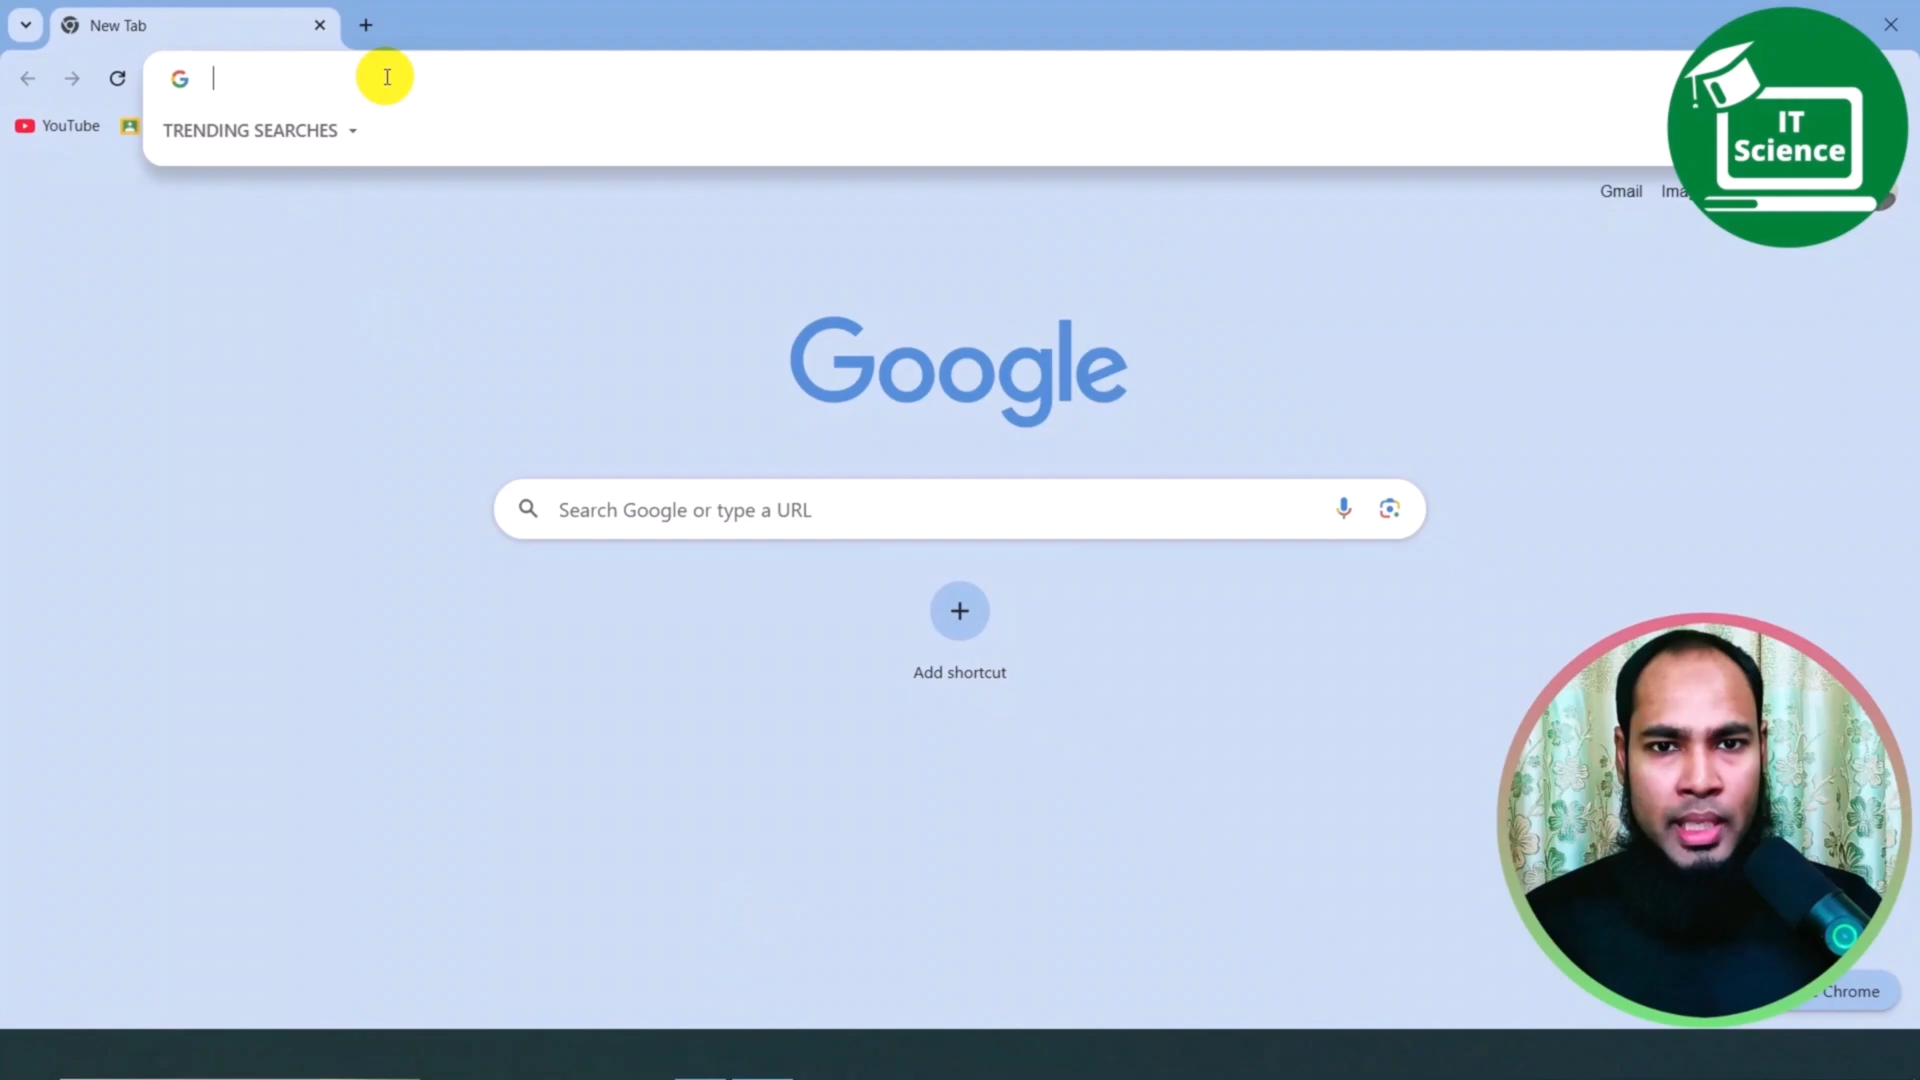 New Tab
YouTube
TRENDING SEARCHES
IT
Science
Gmail
Google
Search Google or type a URL
Add shortcut
Chrome